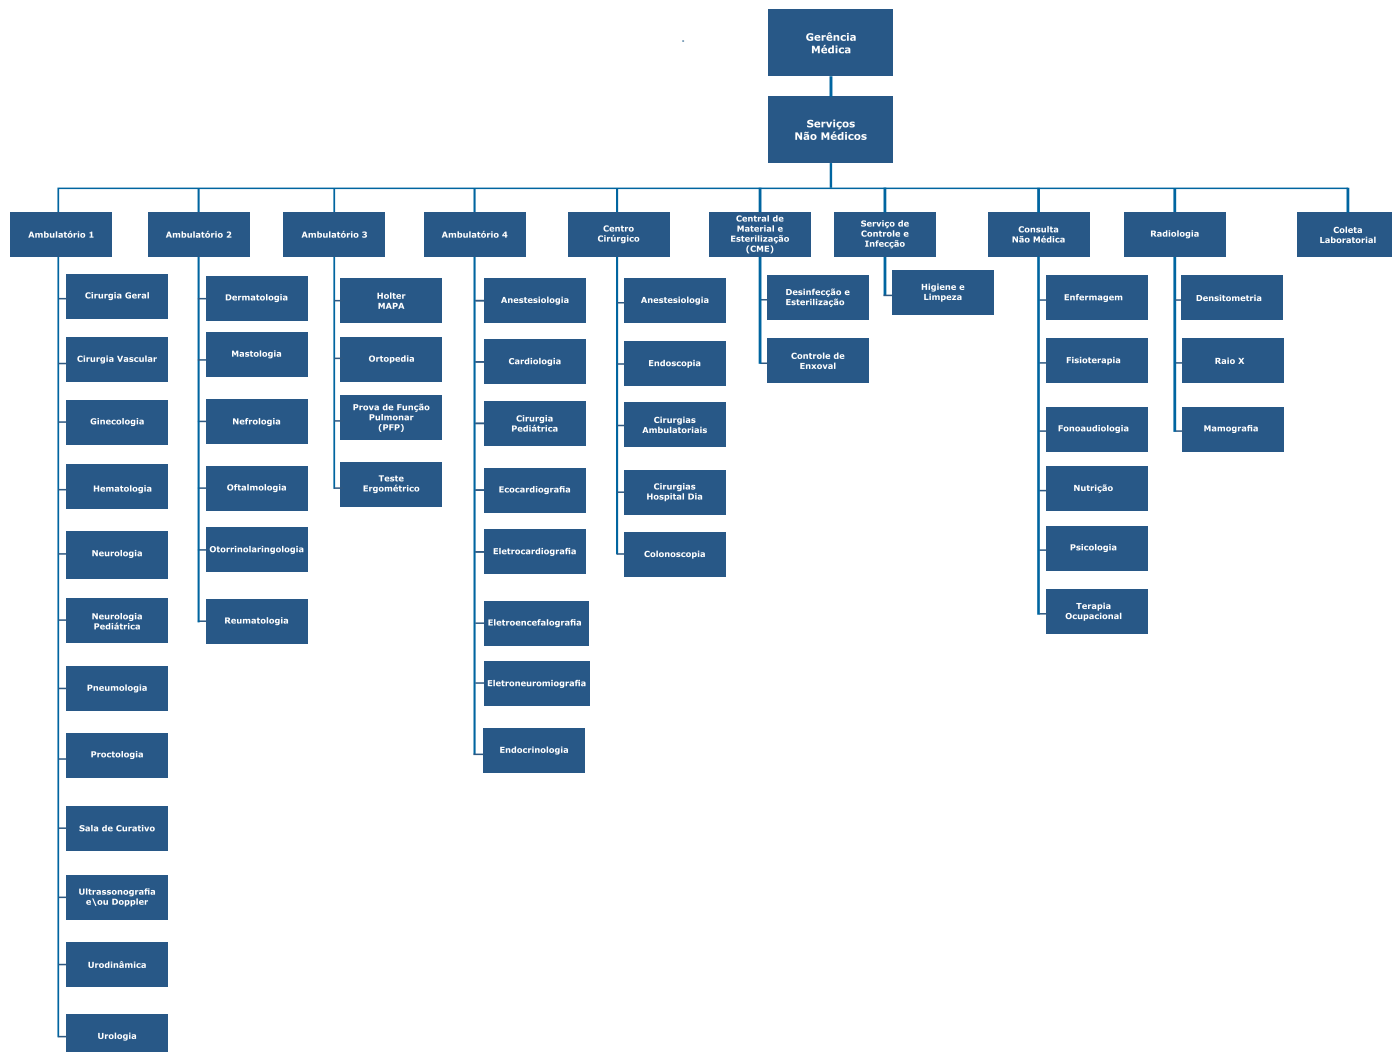 Gerência
Médica
Serviços
Não Médicos
Ambulatório 1
Cirurgia Geral
Cirurgia Vascular
Ginecologia
Hematologia
Neurologia
Neurologia
Pediátrica
Pneumologia
Proctologia
Sala de Curativo
Ultrassonografia
e\ou Doppler
Urodinâmica
Urologia
Ambulatório 2
Dermatologia
Mastologia
Nefrologia
Oftalmologia
Otorrinolaringologia
Reumatologia
Ambulatório 3
Holter
MAPA
Ortopedia
Prova de Função
Pulmonar
(PFP)
Teste
Ergométrico
Ambulatório 4
Anestesiologia
Cardiologia
Cirurgia
Pediátrica
Ecocardiografia
Eletrocardiografia
Eletroencefalografia
Eletroneuromiografia
Endocrinologia
Centro
Cirúrgico
Anestesiologia
Endoscopia
Cirurgias
Ambulatoriais
Cirurgias
Hospital Dia
Colonoscopia
Central de
Material e
Esterilização
(CME)
Desinfecção e
Esterilização
Controle de
Enxoval
Serviço de
Controle e
Infecção
Higiene e
Limpeza
Consulta
Não Médica
Enfermagem
Fisioterapia
Fonoaudiologia
Nutrição
Psicologia
Terapia
Ocupacional
Radiologia
Densitometria
Raio X
Mamografia
Coleta
Laboratorial